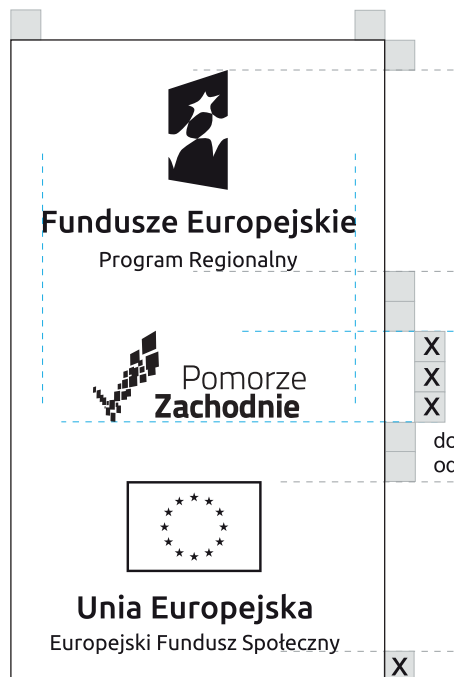 Fundusze Europejskie
Program Regionalny
X
Pomorze
X
Zachodnie
X
Unia Europejska
Europejski Fundusz Społeczny
X